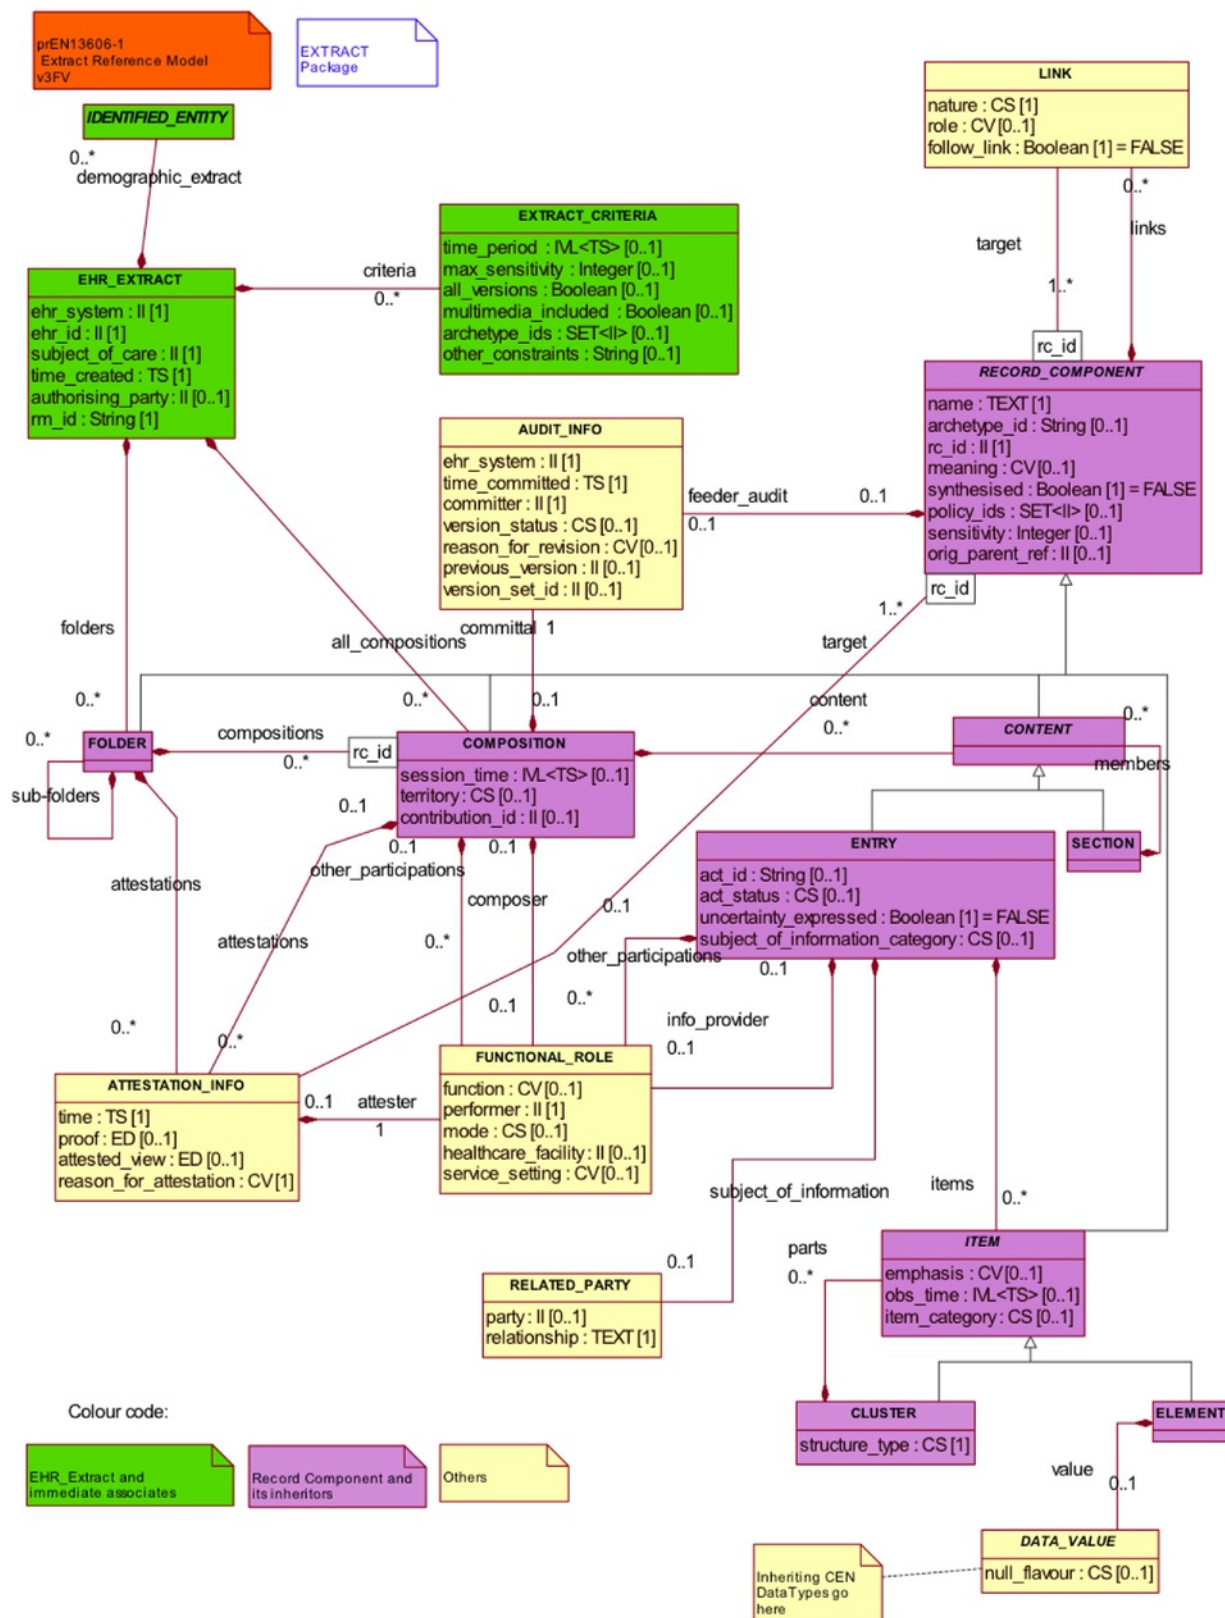 prEN13606-1
Extract Reference Model
v3FV
EXTRACT
Package
IDENTIFIED_ENTITY
0..*
demographic_extract
LINK
nature : CS [1]
role : CV [0..1]
follow_link : Boolean [1] = FALSE
0..*
links
target
1..*
rc_id
EXTRACT_CRITERIA
time_period : IVL<TS> [0..1]
max_sensitivity : Integer [0..1]
all_versions : Boolean [0..1]
multimedia_included : Boolean [0..1]
archetype_ids : SET<II> [0..1]
other_constraints : String [0..1]
criteria
0..*
EHR_EXTRACT
ehr_system : II [1]
ehr_id : II [1]
subject_of_care : II [1]
time_created : TS [1]
authorising_party : II [0..1]
rm_id : String [1]
RECORD_COMPONENT
name : TEXT [1]
archetype_id : String [0..1]
rc_id : II [1]
meaning : CV [0..1]
synthesised : Boolean [1] = FALSE
policy_ids : SET<II> [0..1]
sensitivity : Integer [0..1]
orig_parent_ref : II [0..1]
rc_id
1..*
target
AUDIT_INFO
ehr_system : II [1]
time_committed : TS [1]
committer : II [1]
version_status : CS [0..1]
reason_for_revision : CV [0..1]
previous_version : II [0..1]
version_set_id : II [0..1]
feeder_audit
0..1
0..1
committal 1
0..1
folders
0..*
all_compositions
0..*
content
0..*
0..*
0..*
FOLDER
sub-folders
compositions
0..*
rc_id
COMPOSITION
session_time : IVL<TS> [0..1]
territory : CS [0..1]
contribution_id : II [0..1]
CONTENT
members
SECTION
ENTRY
act_id : String [0..1]
act_status : CS [0..1]
uncertainty_expressed : Boolean [1] = FALSE
subject_of_information_category : CS [0..1]
0..1
0..1
0..1
other_participations
attestations
composer
0..1
attestations
0..*
other_participations
0..1
0..1
0..*
info_provider
0..1
0..*
0..*
ATTESTATION_INFO
time : TS [1]
proof : ED [0..1]
attested_view : ED [0..1]
reason_for_attestation : CV [1]
0..1
attester
1
FUNCTIONAL_ROLE
function : CV [0..1]
performer : II [1]
mode : CS [0..1]
healthcare_facility : II [0..1]
service_setting : CV [0..1]
subject_of_information
0..1
items
0..*
RELATED_PARTY
party : II [0..1]
relationship : TEXT [1]
parts
0..*
ITEM
emphasis : CV [0..1]
obs_time : IVL<TS> [0..1]
item_category : CS [0..1]
CLUSTER
structure_type : CS [1]
ELEMENT
value
0..1
DATA_VALUE
null_flavour : CS [0..1]
Inheriting CEN
DataTypes go
here
Colour code:
EHR_Extract and
immediate associates
Record Component and
its inheritors
Others